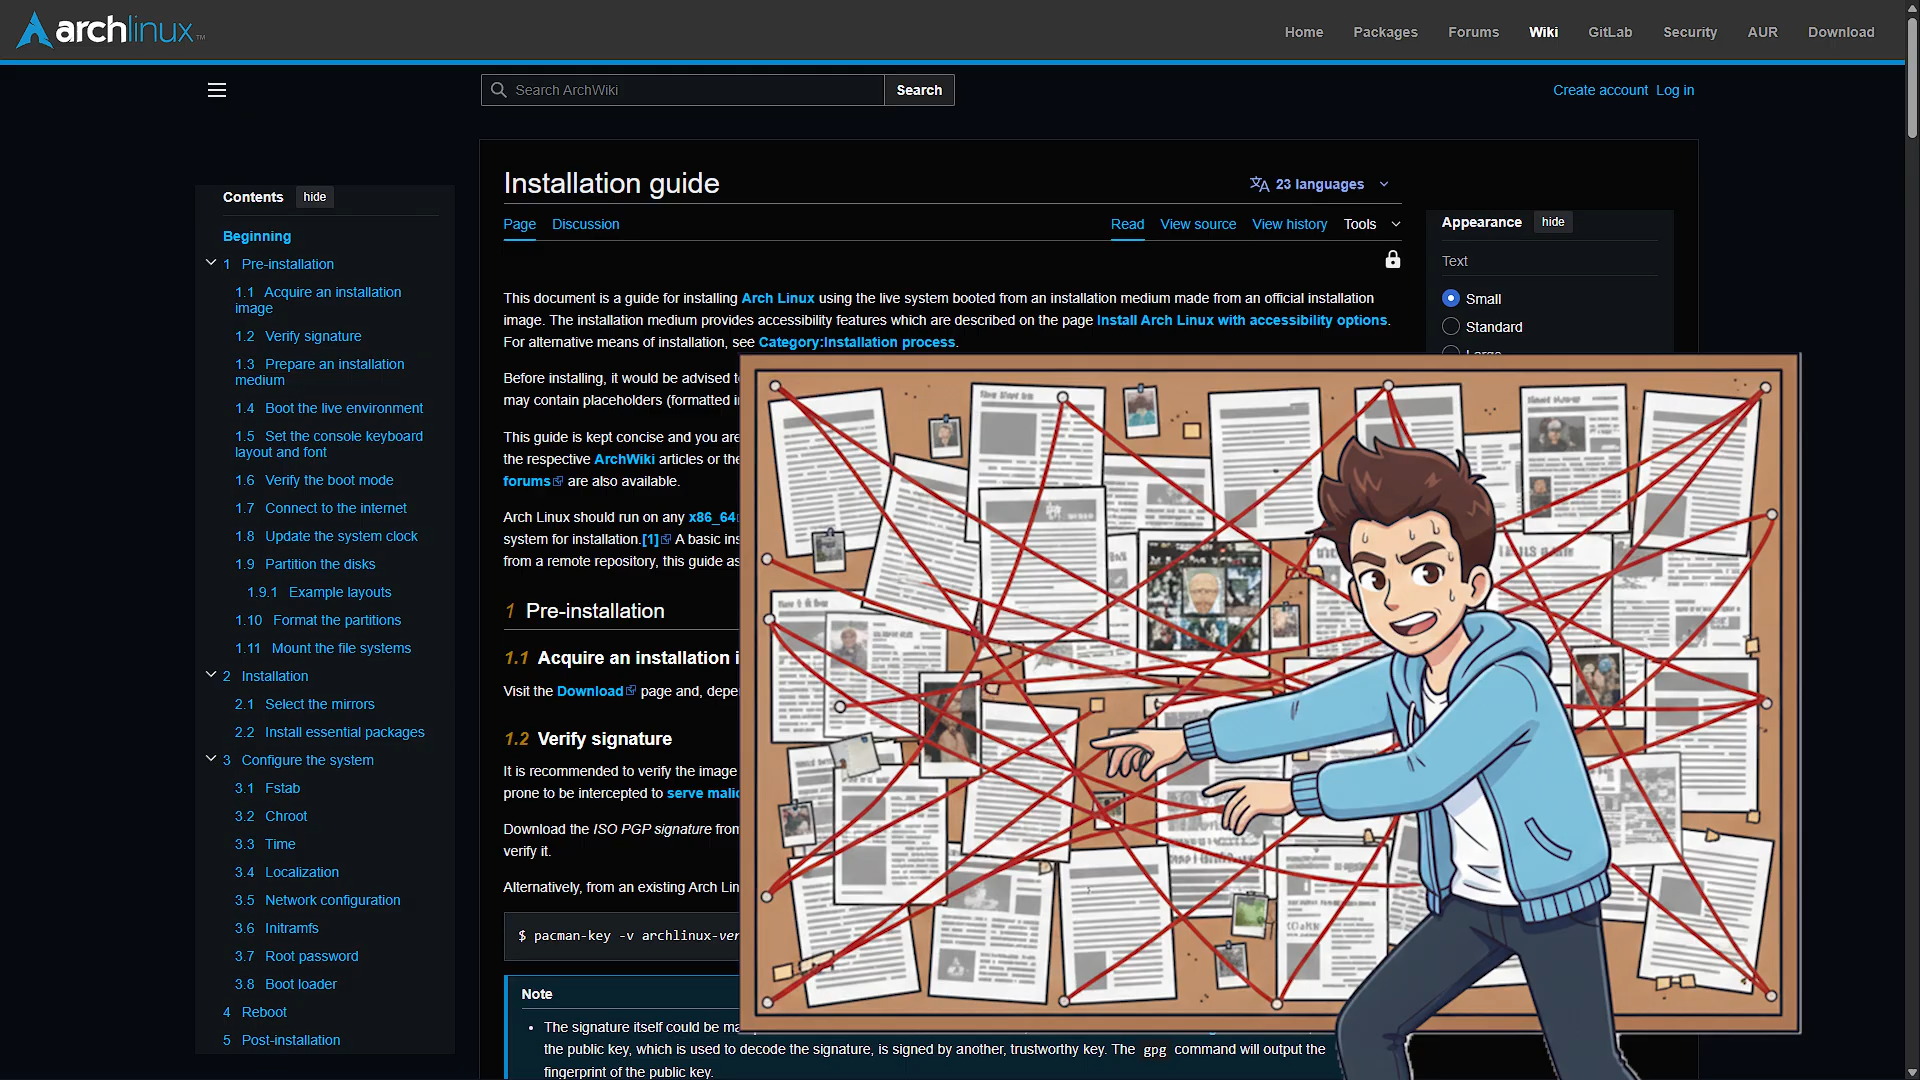 archlinux™
Home Packages Forums Wiki GitLab Security AUR Download
Search ArchWiki Search
Create account Log in
Contents hide
Beginning
1 Pre-installation
1.1 Acquire an installation
image
1.2 Verify signature
1.3 Prepare an installation
medium
1.4 Boot the live environment
1.5 Set the console keyboard
layout and font
1.6 Verify the boot mode
1.7 Connect to the internet
1.8 Update the system clock
1.9 Partition the disks
1.9.1 Example layouts
1.10 Format the partitions
1.11 Mount the file systems
2 Installation
2.1 Select the mirrors
2.2 Install essential packages
3 Configure the system
3.1 Fstab
3.2 Chroot
3.3 Time
3.4 Localization
3.5 Network configuration
3.6 Initramfs
3.7 Root password
3.8 Boot loader
4 Reboot
5 Post-installation
Installation guide
23 languages
Page Discussion Read View source View history Tools
This document is a guide for installing Arch Linux using the live system booted from an installation medium made from an official installation
image. The installation medium provides accessibility features which are described on the page Install Arch Linux with accessibility options.
For alternative means of installation, see Category:Installation process.
Before installing, it would be advised
may contain placeholders (formatted
This guide is kept concise and you are
the respective ArchWiki articles or the
forums are also available.
Arch Linux should run on any x86_64
system for installation.[1] A basic
from a remote repository, this guide
1 Pre-installation
1.1 Acquire an installation
Visit the Download page and,
1.2 Verify signature
It is recommended to verify the image
prone to be intercepted to serve
Download the ISO PGP signature from
verify it.
Alternatively, from an existing Arch
$ pacman-key -v archlinux-
Note
• The signature itself could be
the public key, which is used to decode the signature, is signed by another, trustworthy key. The gpg command will output the
fingerprint of the public key.
Appearance hide
Text
Small
Standard